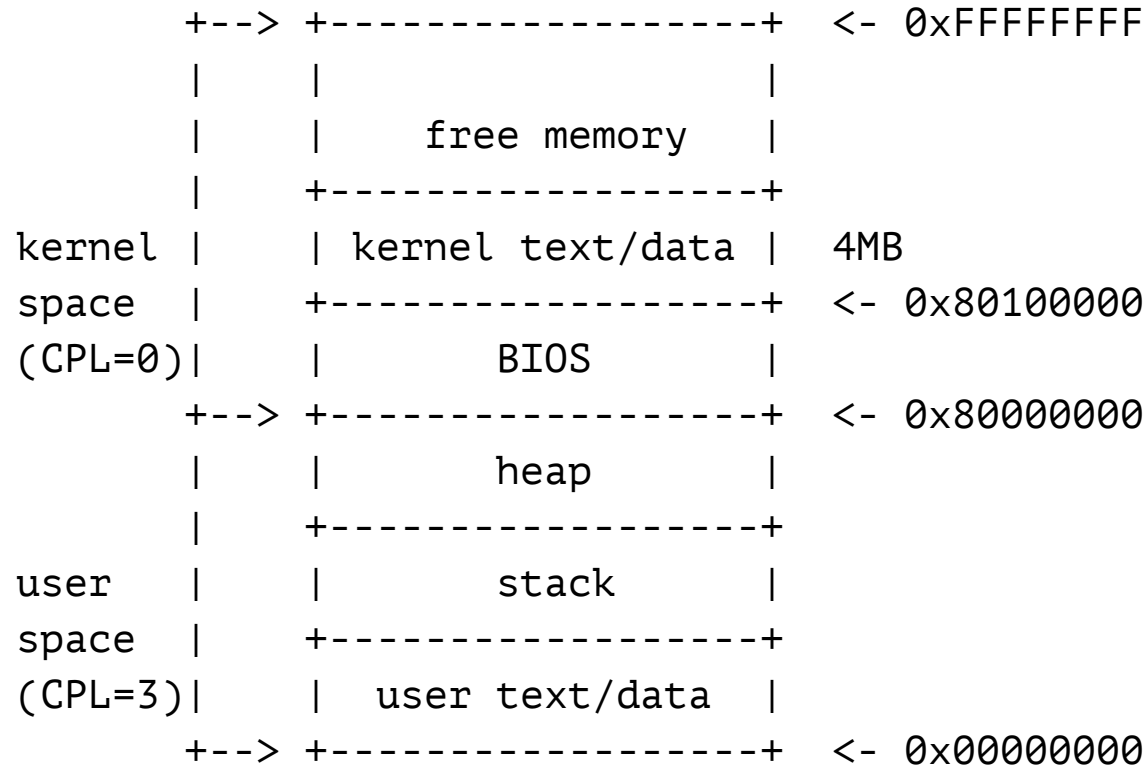 +--> +------------------+  <- 0xFFFFFFFF
       |    |                  |
       |    |    free memory   |
       |    +------------------+
kernel |    | kernel text/data |  4MB
space  |    +------------------+  <- 0x80100000
(CPL=0)|    |       BIOS       |
       +--> +------------------+  <- 0x80000000
       |    |       heap       |
       |    +------------------+
user   |    |       stack      |
space  |    +------------------+
(CPL=3)|    |  user text/data  |
       +--> +------------------+  <- 0x00000000